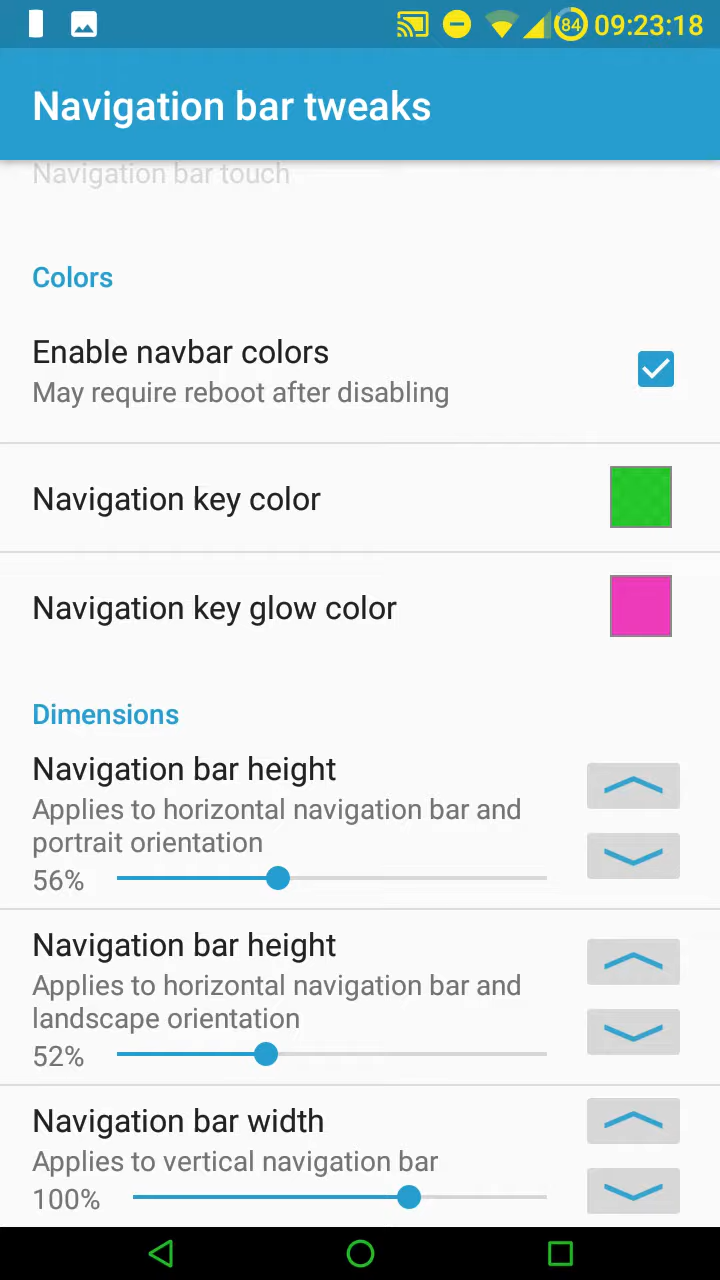 84 09:23:18
Navigation bar tweaks
Navigation bar touch
Colors
Enable navbar colors
May require reboot after disabling
Navigation key color
Navigation key glow color
Dimensions
Navigation bar height
Applies to horizontal navigation bar and
portrait orientation
56%
Navigation bar height
Applies to horizontal navigation bar and
landscape orientation
52%
Navigation bar width
Applies to vertical navigation bar
100%